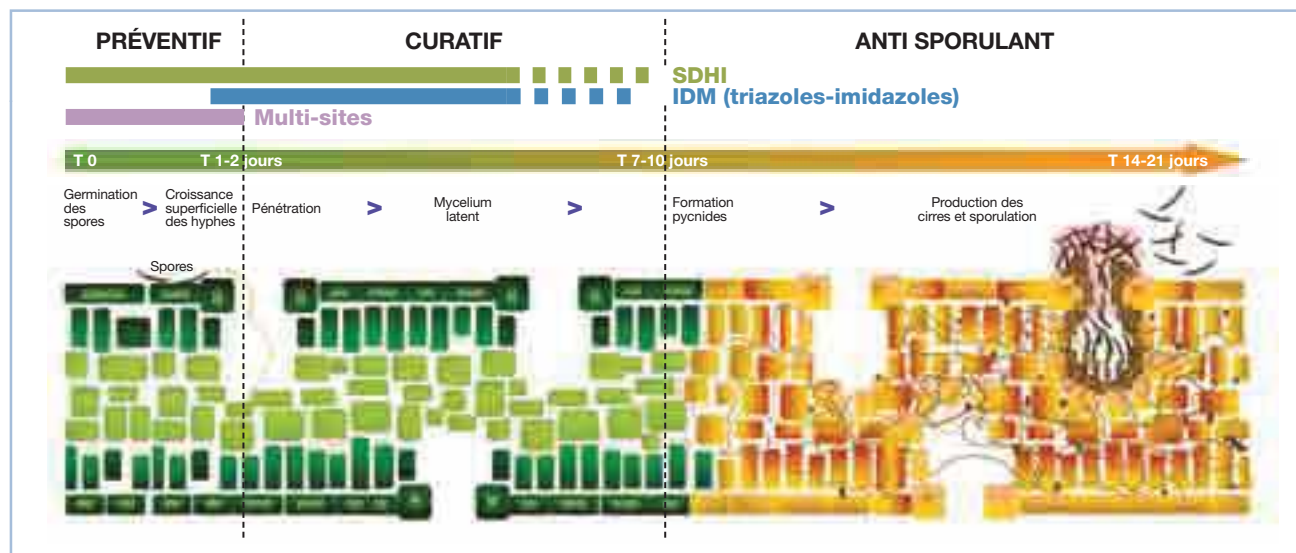 PRÉVENTIF
CURATIF
ANTI SPORULANT
SDHI
IDM (triazoles-imidazoles)
Multi-sites
T 0
T 1-2 jours
T 7-10 jours
T 14-21 jours
Germination
des
spores
>
Croissance
superficielle
des hyphes
Pénétration
>
Mycelium
latent
>
Formation
pycnides
>
Production des
cirres et sporulation
Spores